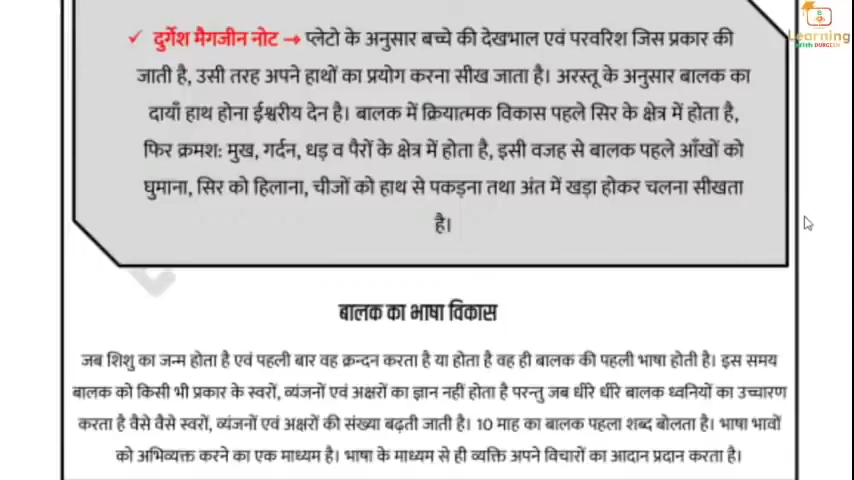 Learning
WITH DURGESH
✓ दुर्गेश मैगजीन नोट → प्लेटो के अनुसार बच्चे की देखभाल एवं परवरिश जिस प्रकार की
जाती है, उसी तरह अपने हाथों का प्रयोग करना सीख जाता है। अरस्तू के अनुसार बालक का
दायाँ हाथ होना ईश्वरीय देन है। बालक में क्रियात्मक विकास पहले सिर के क्षेत्र में होता है,
फिर क्रमश: मुख, गर्दन, धड़ व पैरों के क्षेत्र में होता है, इसी वजह से बालक पहले आँखों को
घुमाना, सिर को हिलाना, चीजों को हाथ से पकड़ना तथा अंत में खड़ा होकर चलना सीखता
है।
बालक का भाषा विकास
जब शिशु का जन्म होता है एवं पहली बार वह क्रन्दन करता है या होता है वह ही बालक की पहली भाषा होती है। इस समय
बालक को किसी भी प्रकार के स्वरों, व्यंजनों एवं अक्षरों का ज्ञान नहीं होता है परन्तु जब धीरे धीरे बालक ध्वनियों का उच्चारण
करता है वैसे वैसे स्वरों, व्यंजनों एवं अक्षरों की संख्या बढ़ती जाती है। 10 माह का बालक पहला शब्द बोलता है। भाषा भावों
को अभिव्यक्त करने का एक माध्यम है। भाषा के माध्यम से ही व्यक्ति अपने विचारों का आदान प्रदान करता है।